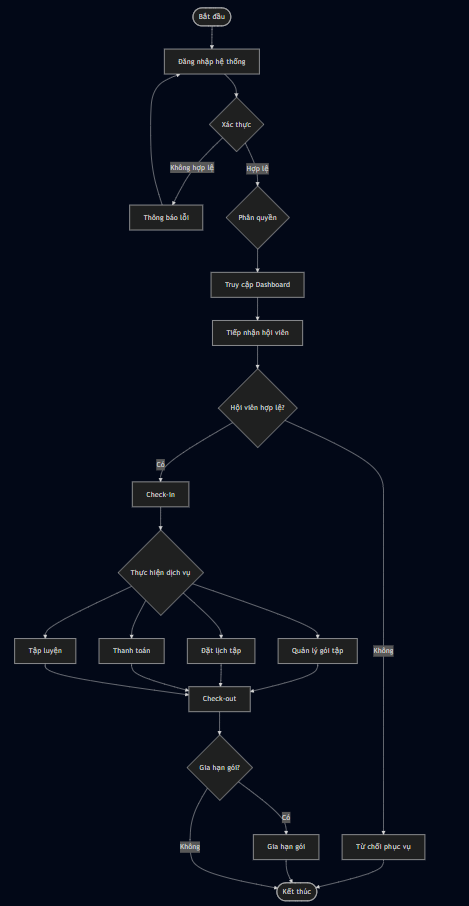 Bắt đầu
Đăng nhập hệ thống
Xác thực
Không hợp lệ
Hợp lệ
Thông báo lỗi
Phân quyền
Truy cập Dashboard
Tiếp nhận hội viên
Hội viên hợp lệ?
Có
Check-in
Thực hiện dịch vụ
Tập luyện
Thanh toán
Đặt lịch tập
Quản lý gói tập
Không
Check-out
Gia hạn gói?
Có
Không
Gia hạn gói
Từ chối phục vụ
Kết thúc